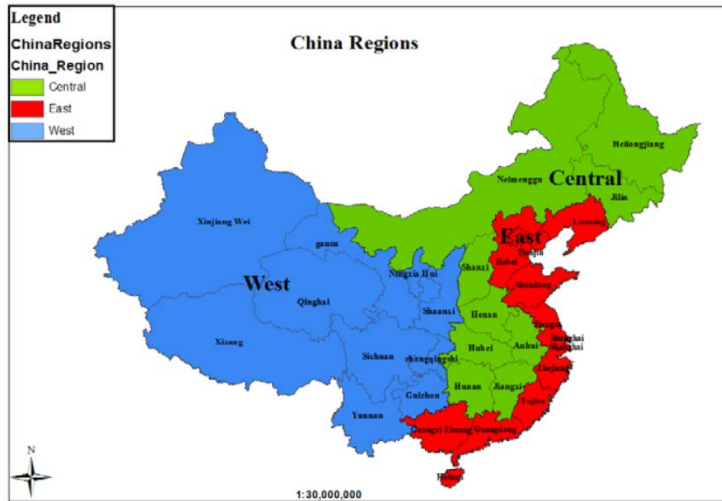 Legend
ChinaRegions
China_Region
Central
East
West
China Regions
Heilongjiang
Neimenggu
Central
Jilin
Xinjiang Wei
Liaoning
East
gansu
Tianjin
Hebei
Ningxia Hui
Shanxi
West
Shandong
Qinghai
Shaanxi
Henan
Jiangsu
Xizang
Hubei
Anhui
Shanghai
Sichuan
chongqingshi
Zhejiang
Hunan
Jiangxi
Guizhou
Fujian
Yunnan
Guangxi Zhuang
Guangdong
Hainan
N
1:30,000,000